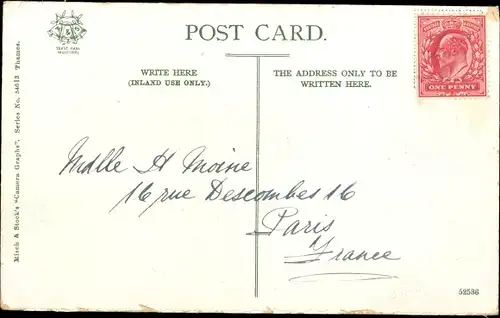 POST CARD.
WRITE HERE
(INLAND USE ONLY.)
THE ADDRESS ONLY TO BE
WRITTEN HERE.
Mdlle H Moine
16 rue Descombes 16
Paris
France
ONE PENNY
Misch & Stock's "Camera Graphs". Series No. 34613 Thames.
52536